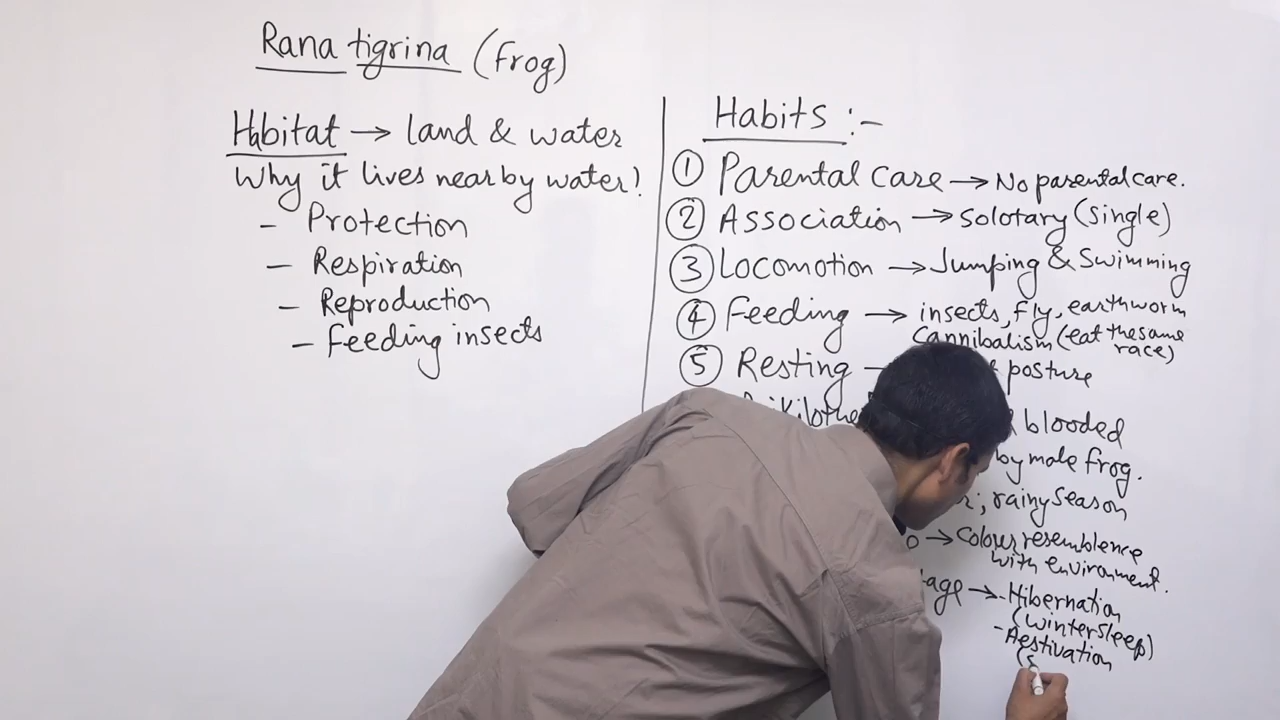 Rana tigrina (frog)
Habitat → land & water
Why it lives nearby water?
- Protection
- Respiration
- Reproduction
- Feeding insects
Habits :-
① Parental care → No parental care.
② Association → Solotary (single)
③ Locomotion → Jumping & Swimming
④ Feeding → insects, fly, earthworm
Cannibalism (eat the same
race)
⑤ Resting → posture
blooded
by male frog.
; rainy season
→ Colour resemblence
with environment.
→ - Hibernation
(winter sleep)
- Aestivation
(s